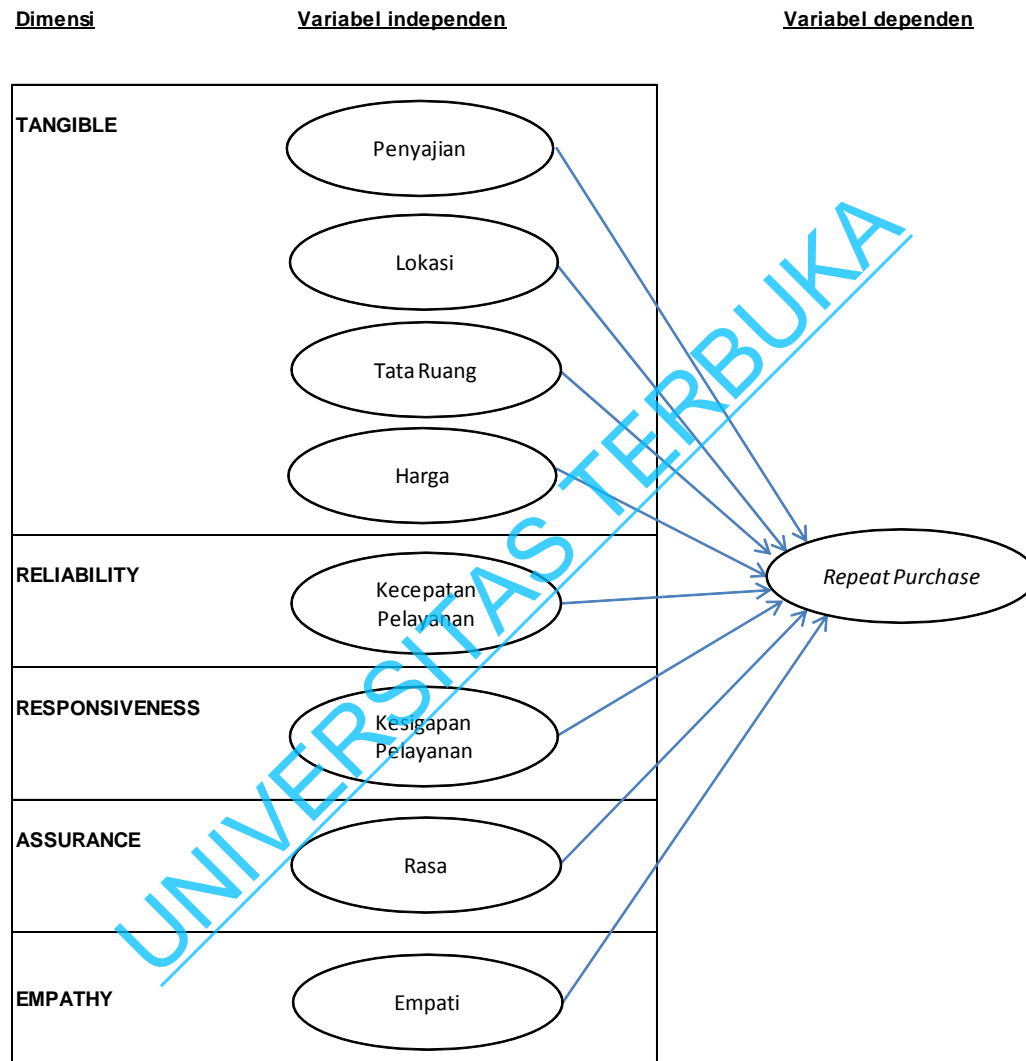 Dimensi Variabel independen Variabel dependen
TANGIBLE
Penyajian
Lokasi
Tata Ruang
Harga
RELIABILITY
Kecepatan
Pelayanan
Repeat Purchase
RESPONSIVENESS
Kesigapan
Pelayanan
ASSURANCE
Rasa
EMPATHY
Empati
UNIVERSITAS TERBUKA